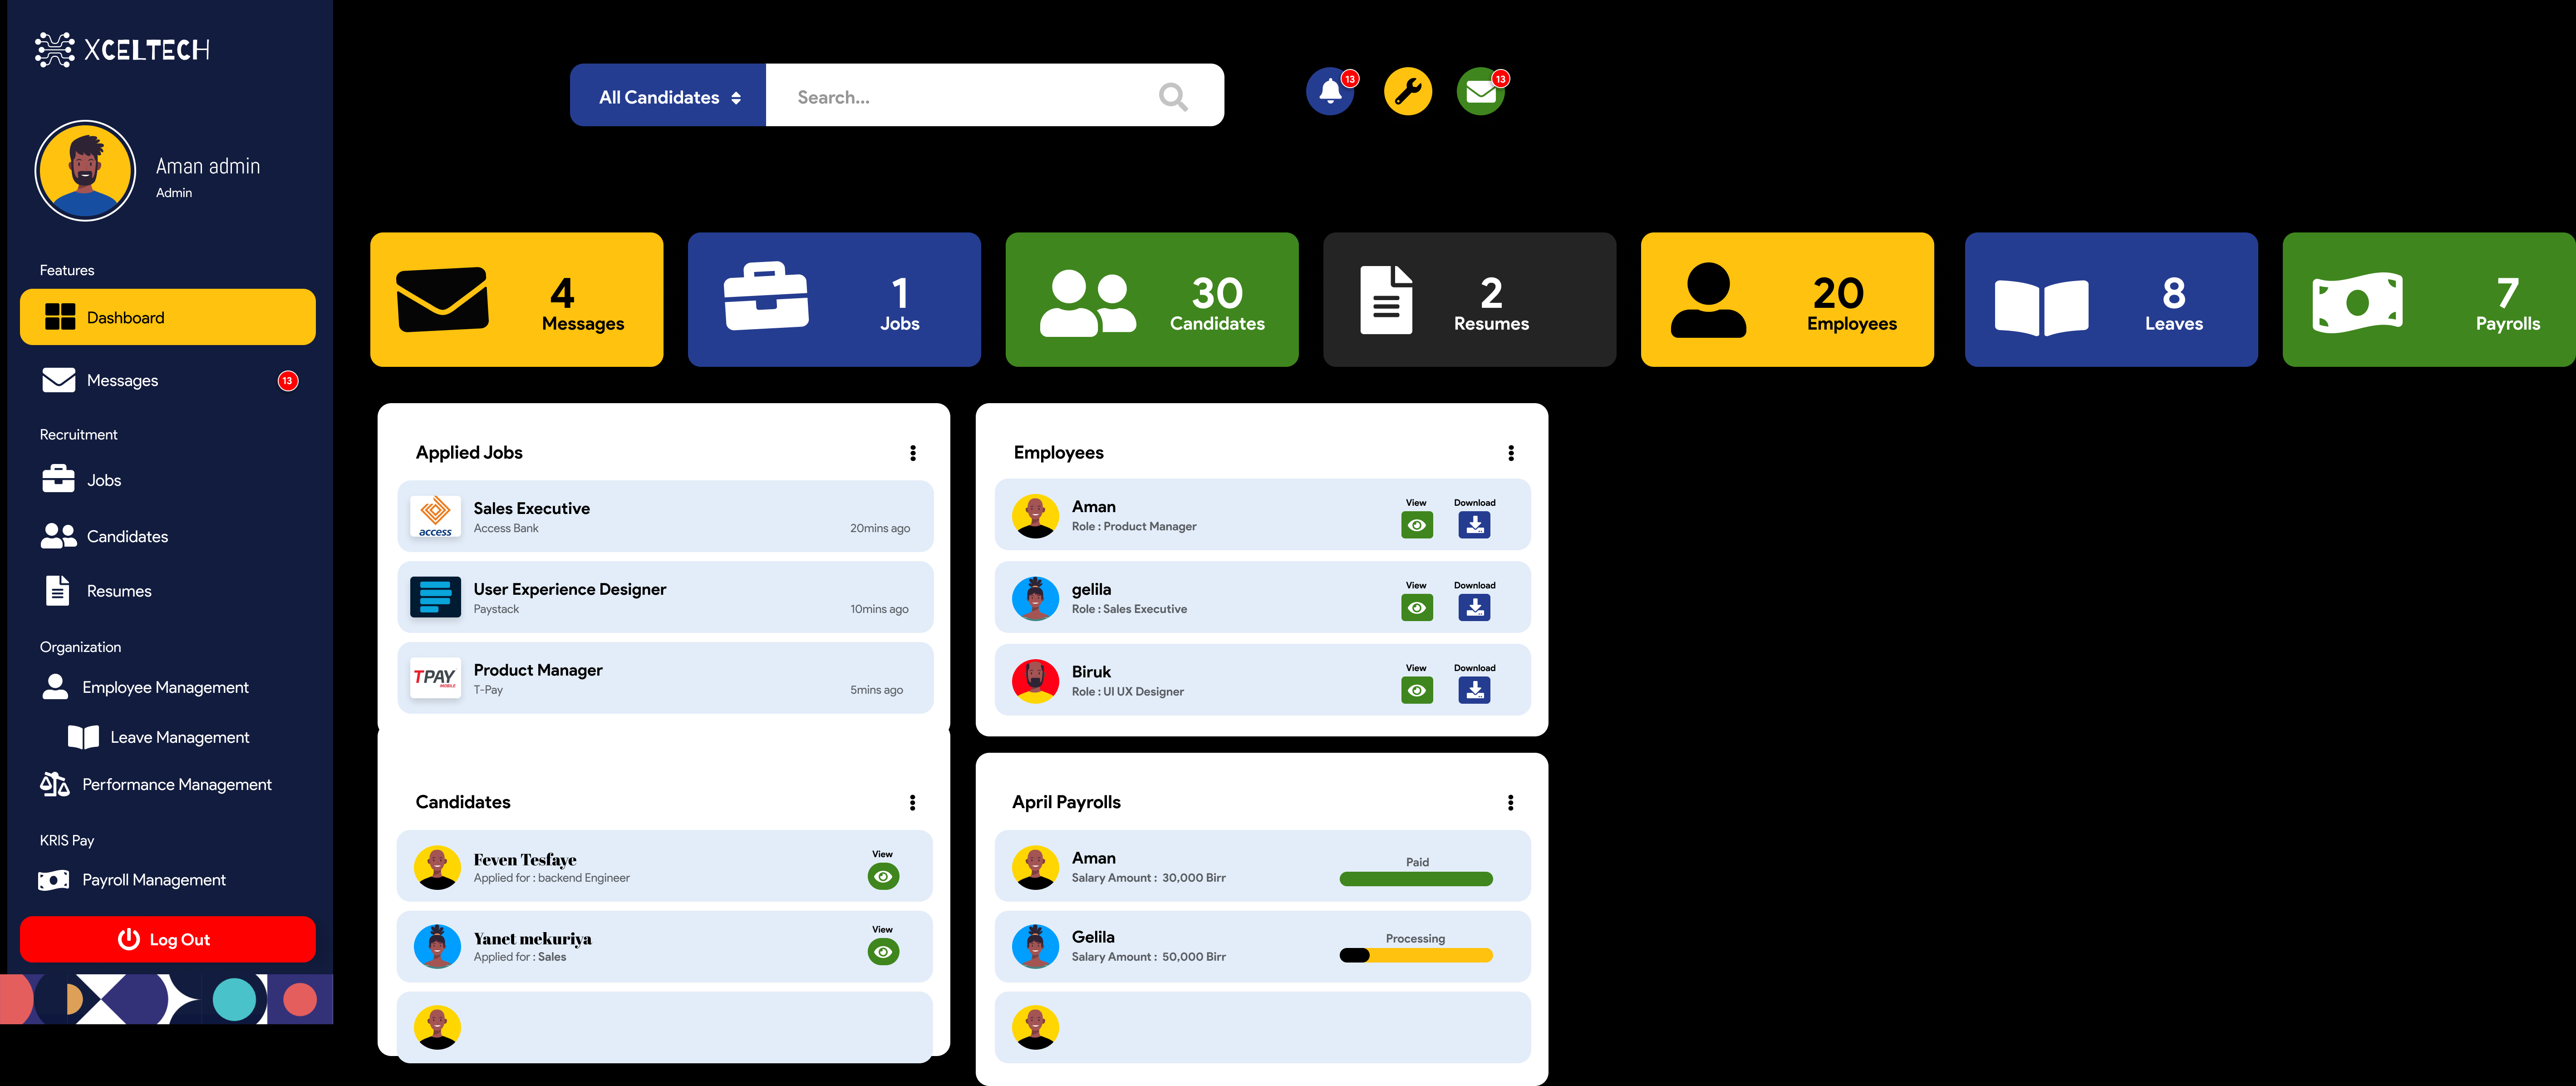 XCELTECH
Aman admin
Admin
Features
Dashboard
Messages
13
Recruitment
Jobs
Candidates
Resumes
Organization
Employee Management
Leave Management
Performance Management
KRIS Pay
Payroll Management
Log Out
All Candidates
Search...
13
13
4
Messages
1
Jobs
30
Candidates
2
Resumes
20
Employees
8
Leaves
7
Payrolls
Applied Jobs
access
Sales Executive
Access Bank
20mins ago
User Experience Designer
Paystack
10mins ago
TPAY
MOBILE
Product Manager
T-Pay
5mins ago
Employees
Aman
Role : Product Manager
View
Download
gelila
Role : Sales Executive
View
Download
Biruk
Role : UI UX Designer
View
Download
Candidates
Feven Tesfaye
Applied for : backend Engineer
View
Yanet mekuriya
Applied for : Sales
View
April Payrolls
Aman
Salary Amount : 30,000 Birr
Paid
Gelila
Salary Amount : 50,000 Birr
Processing